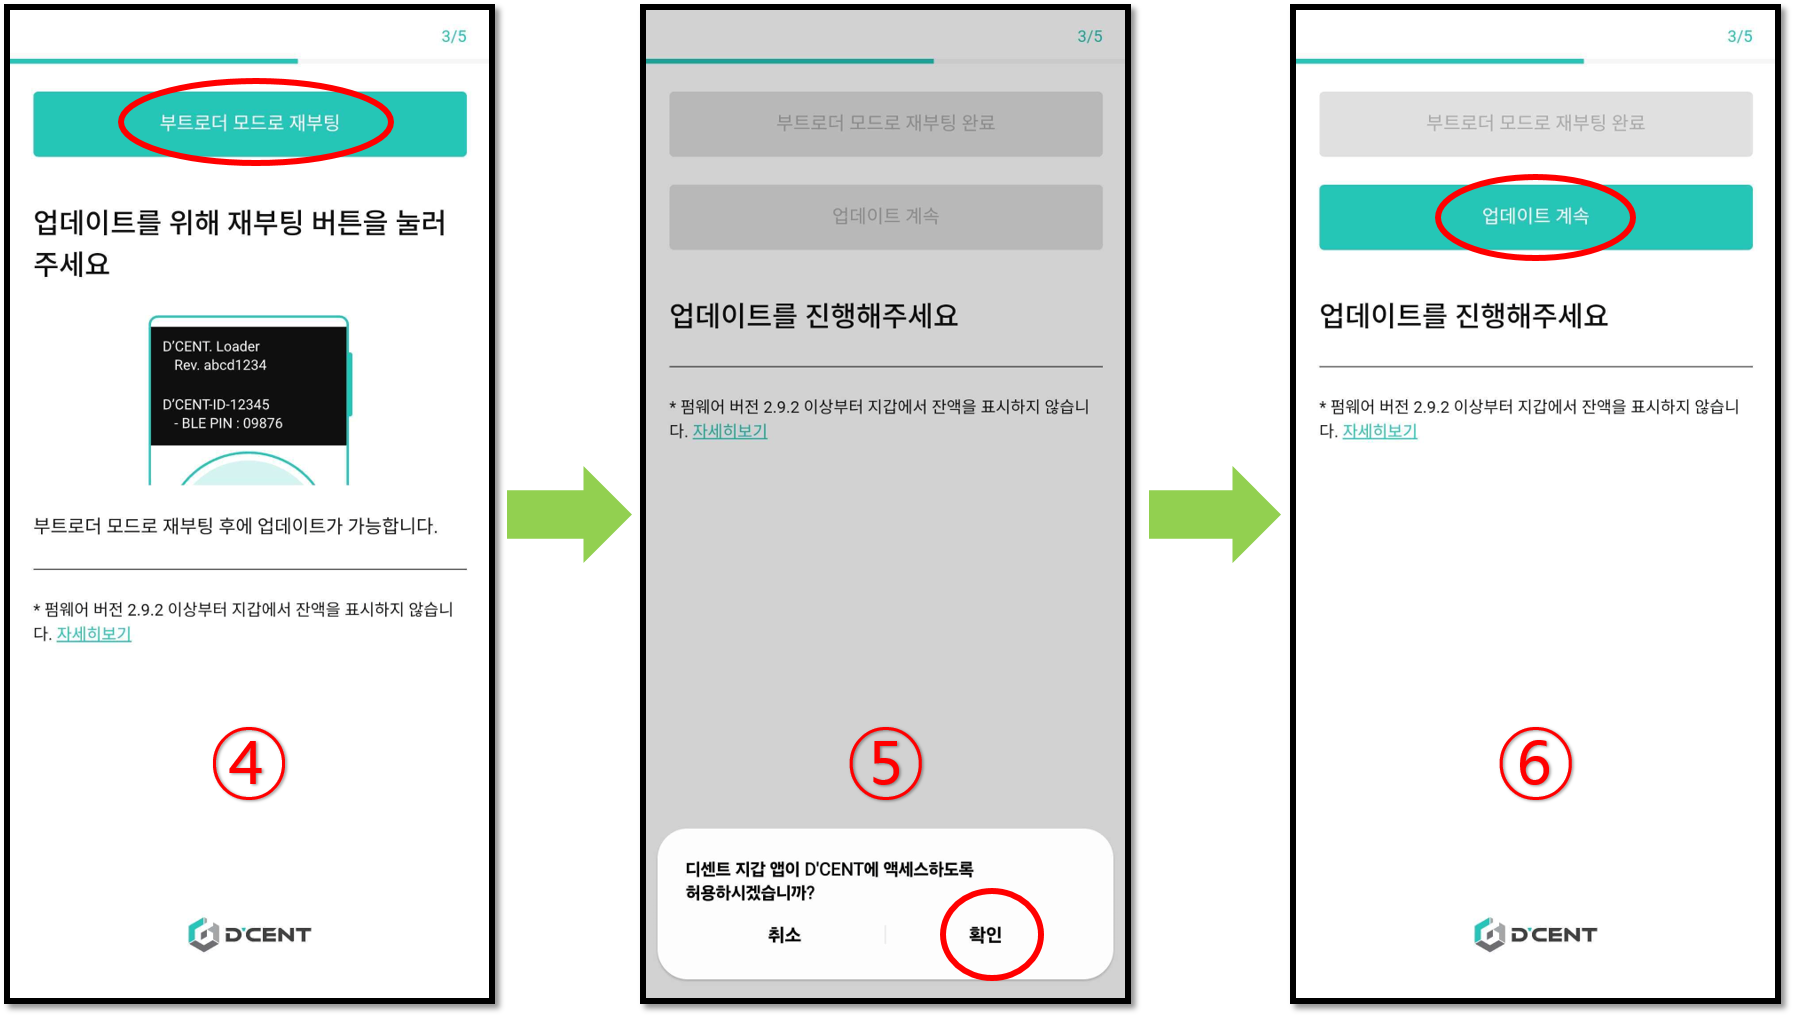 3/5
부트로더 모드로 재부팅
업데이트를 위해 재부팅 버튼을 눌러
주세요
D'CENT. Loader
Rev. abcd1234
D'CENT-ID-12345
- BLE PIN : 09876
부트로더 모드로 재부팅 후에 업데이트가 가능합니다.
* 펌웨어 버전 2.9.2 이상부터 지갑에서 잔액을 표시하지 않습니
다. 자세히보기
④
D'CENT
3/5
부트로더 모드로 재부팅 완료
업데이트 계속
업데이트를 진행해주세요
* 펌웨어 버전 2.9.2 이상부터 지갑에서 잔액을 표시하지 않습니
다. 자세히보기
⑤
디센트 지갑 앱이 D'CENT에 액세스하도록
허용하시겠습니까?
취소 확인
3/5
부트로더 모드로 재부팅 완료
업데이트 계속
업데이트를 진행해주세요
* 펌웨어 버전 2.9.2 이상부터 지갑에서 잔액을 표시하지 않습니
다. 자세히보기
⑥
D'CENT